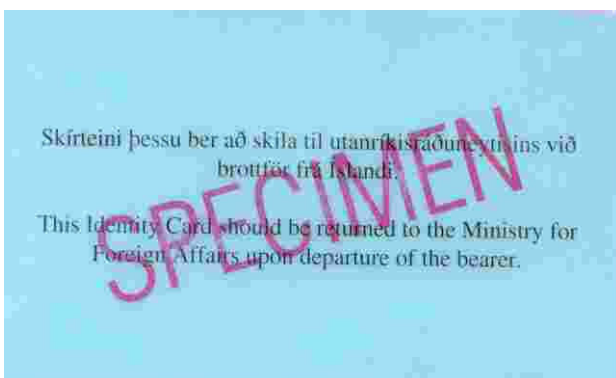 Skírteini þessu ber að skila til utanríkisráðuneytisins við
brottför frá Íslandi.
This Identity Card should be returned to the Ministry for
Foreign Affairs upon departure of the bearer.
SPECIMEN